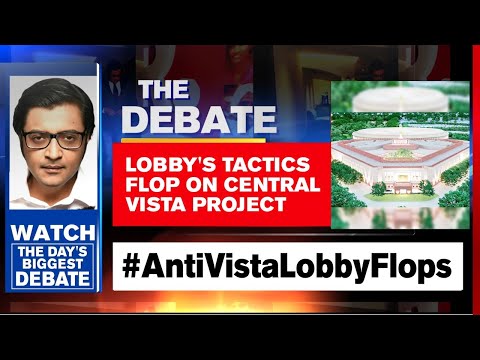 THE
DEBATE
LOBBY'S TACTICS
FLOP ON CENTRAL
VISTA PROJECT
WATCH
THE DAY'S
BIGGEST
DEBATE
#AntiVistaLobbyFlops